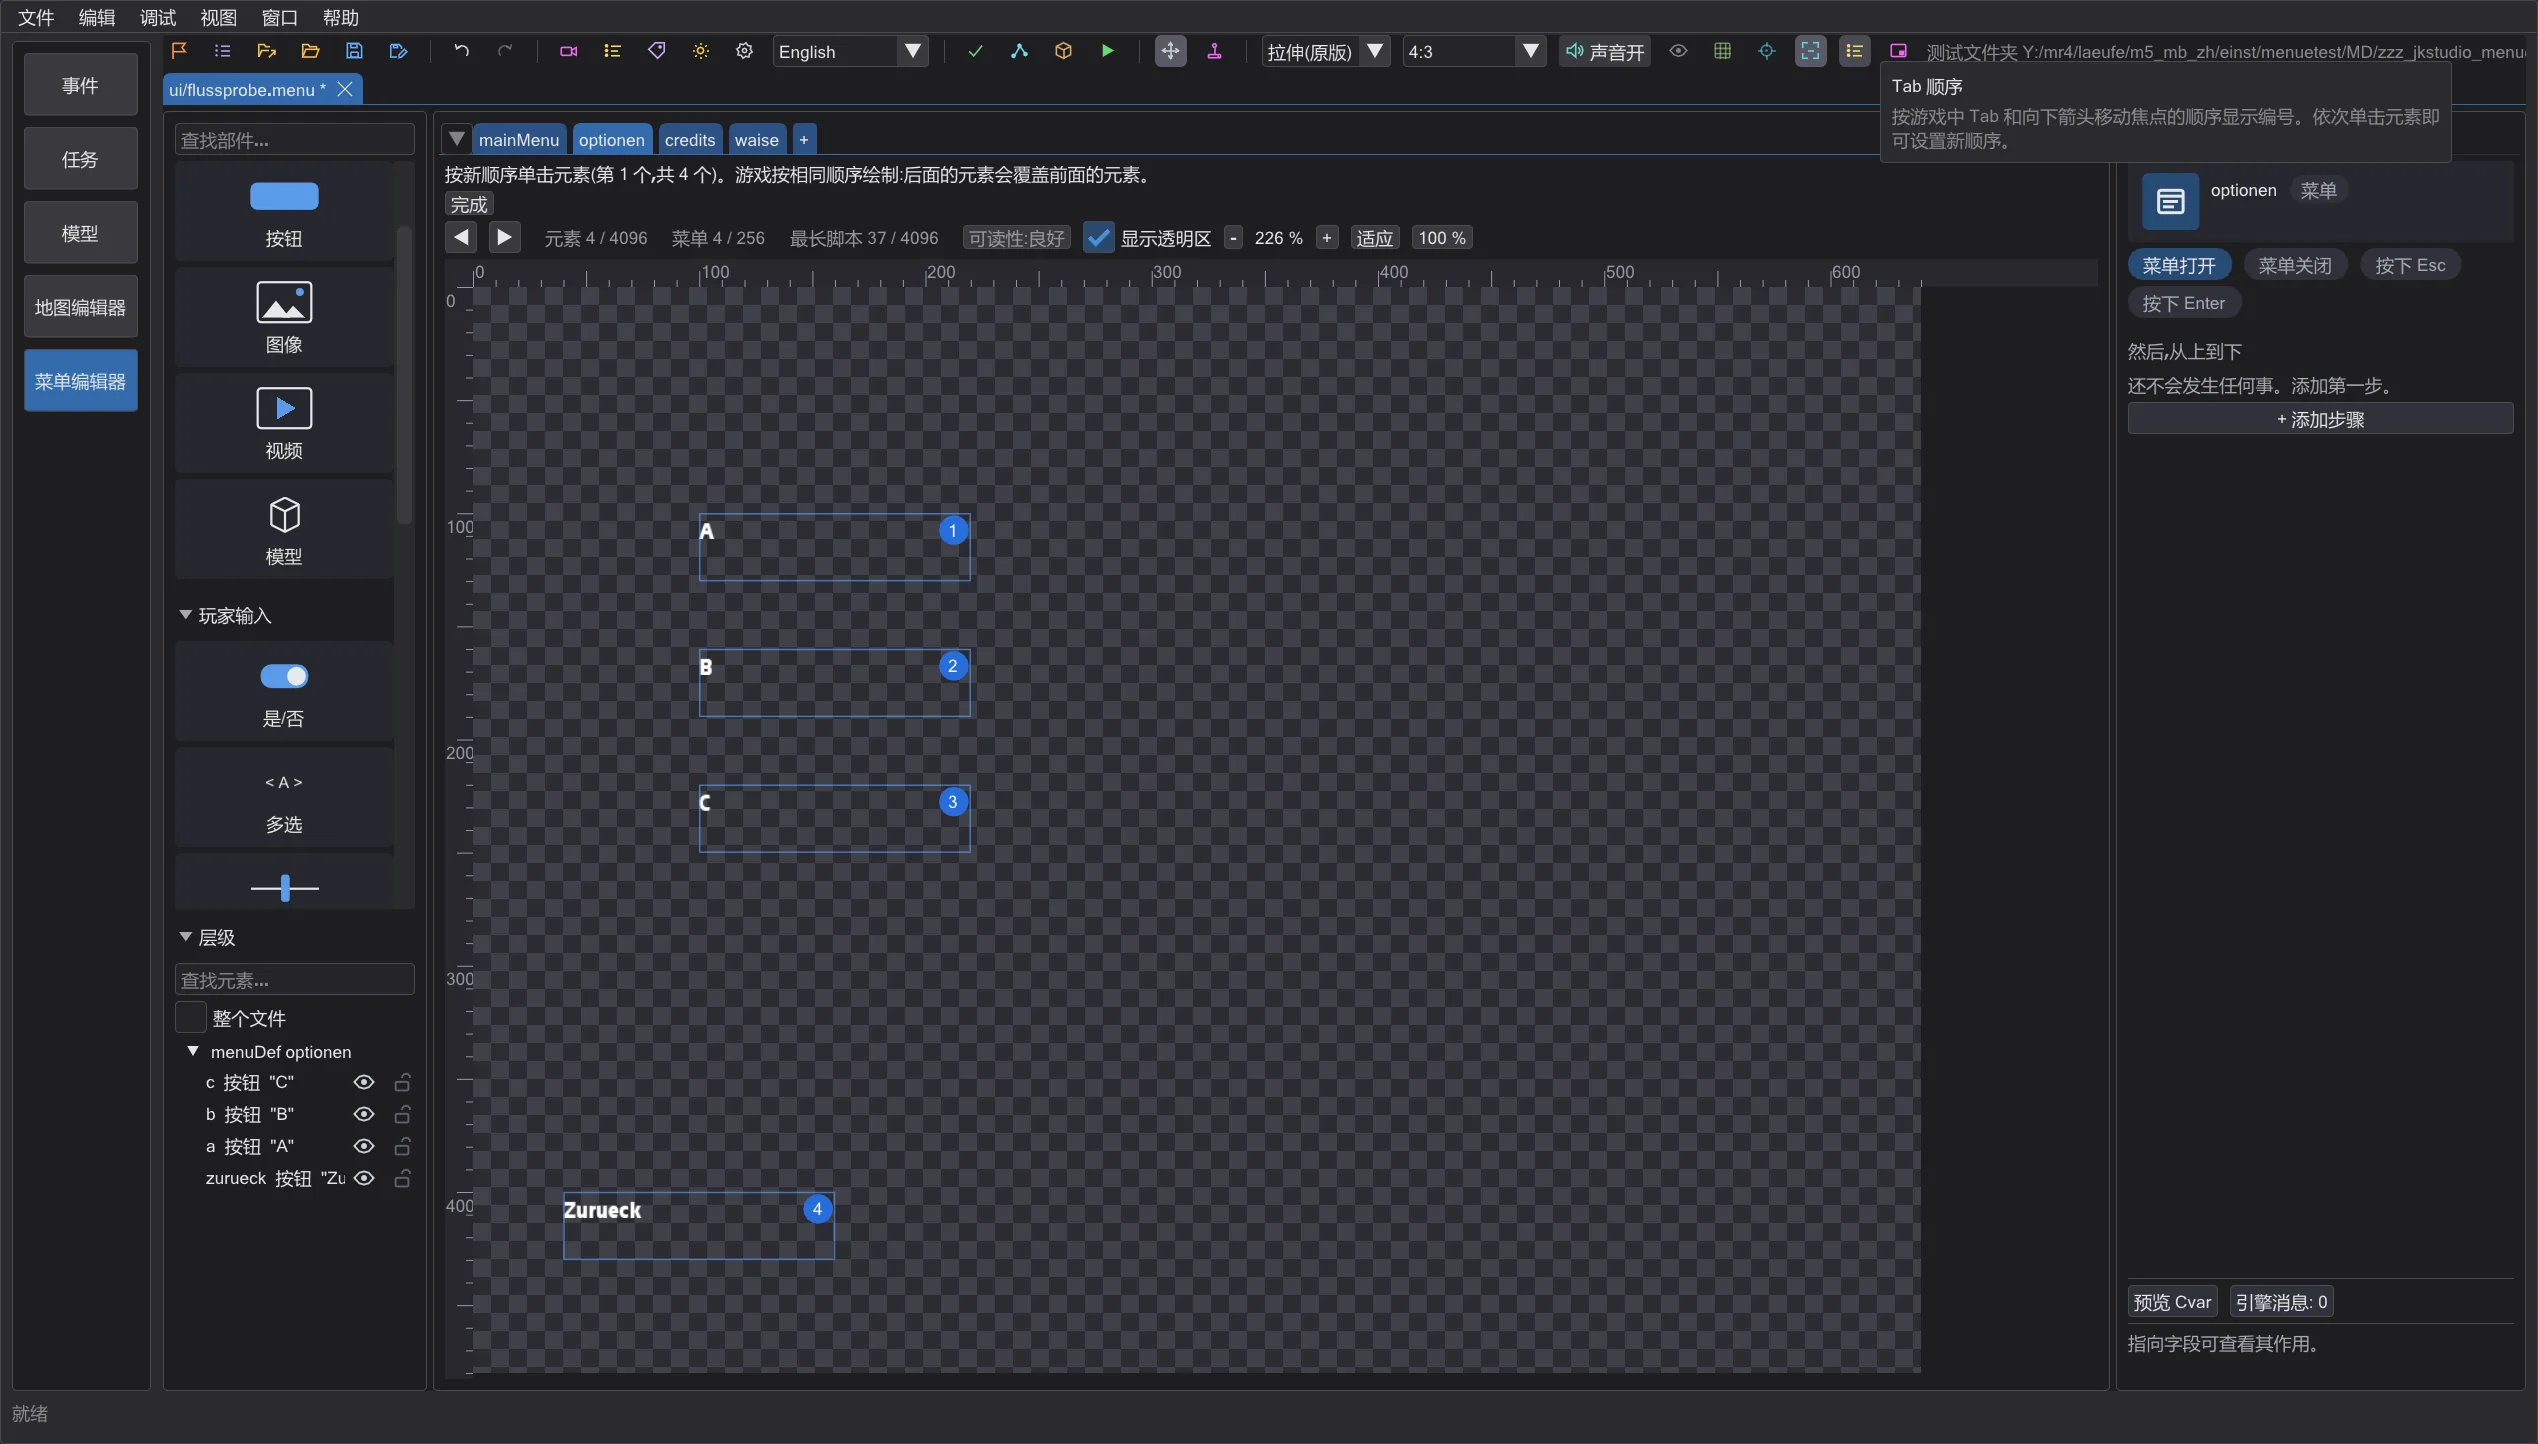 文件 编辑 调试 视图 窗口 帮助
English
拉伸(原版)
4:3
声音开
测试文件夹 Y:/mr4/laeufe/m5_mb_zh/einst/menuetest/MD/zzz_jkstudio_menu
事件
任务
模型
地图编辑器
菜单编辑器
ui/flussprobe.menu *
Tab 顺序
按游戏中 Tab 和向下箭头移动焦点的顺序显示编号。依次单击元素即
可设置新顺序。
查找部件...
按钮
图像
视频
模型
玩家输入
是/否
< A >
多选
层级
查找元素...
整个文件
menuDef optionen
c 按钮 "C"
b 按钮 "B"
a 按钮 "A"
zurueck 按钮 "Zu
mainMenu optionen credits waise +
按新顺序单击元素(第 1 个,共 4 个)。游戏按相同顺序绘制:后面的元素会覆盖前面的元素。
完成
元素 4 / 4096 菜单 4 / 256 最长脚本 37 / 4096 可读性:良好 显示透明区 - 226 % + 适应 100 %
0 100 200 300 400 500 600
0
100
200
300
400
A 1
B 2
C 3
Zurueck 4
optionen 菜单
菜单打开 菜单关闭 按下 Esc
按下 Enter
然后,从上到下
还不会发生任何事。添加第一步。
+ 添加步骤
预览 Cvar 引擎消息: 0
指向字段可查看其作用。
就绪